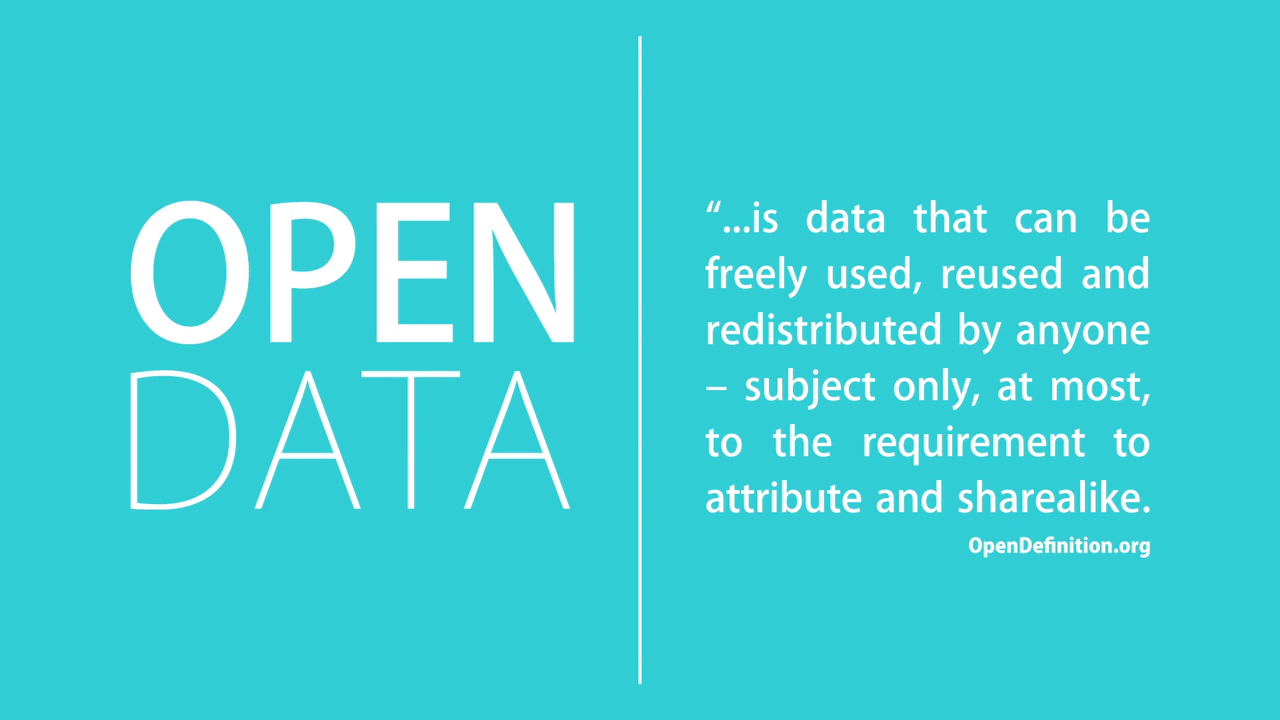 OPEN
DATA
“...is data that can be
freely used, reused and
redistributed by anyone
– subject only, at most,
to the requirement to
attribute and sharealike.
OpenDefinition.org